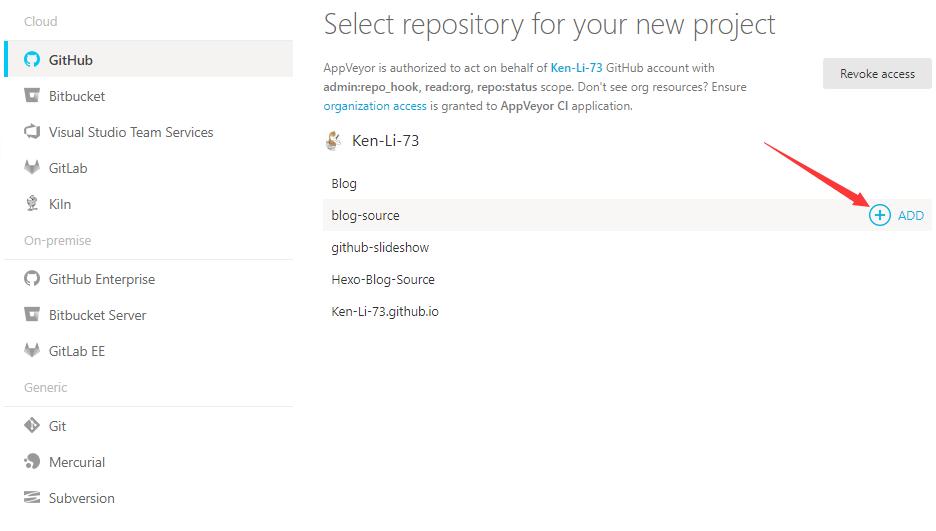 Cloud
GitHub
Bitbucket
Visual Studio Team Services
GitLab
Kiln
On-premise
GitHub Enterprise
Bitbucket Server
GitLab EE
Generic
Git
Mercurial
Subversion
Select repository for your new project
AppVeyor is authorized to act on behalf of Ken-Li-73 GitHub account with
admin:repo_hook, read:org, repo:status scope. Don't see org resources? Ensure
organization access is granted to AppVeyor CI application.
Revoke access
Ken-Li-73
Blog
blog-source
ADD
github-slideshow
Hexo-Blog-Source
Ken-Li-73.github.io